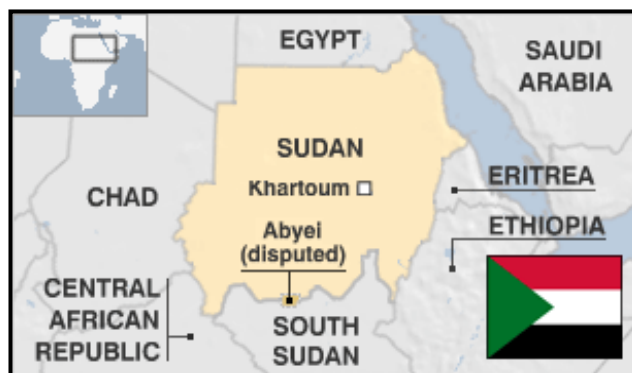 EGYPT
SAUDI
ARABIA
SUDAN
Khartoum
CHAD
ERITREA
Abyei
(disputed)
ETHIOPIA
CENTRAL
AFRICAN
REPUBLIC
SOUTH
SUDAN